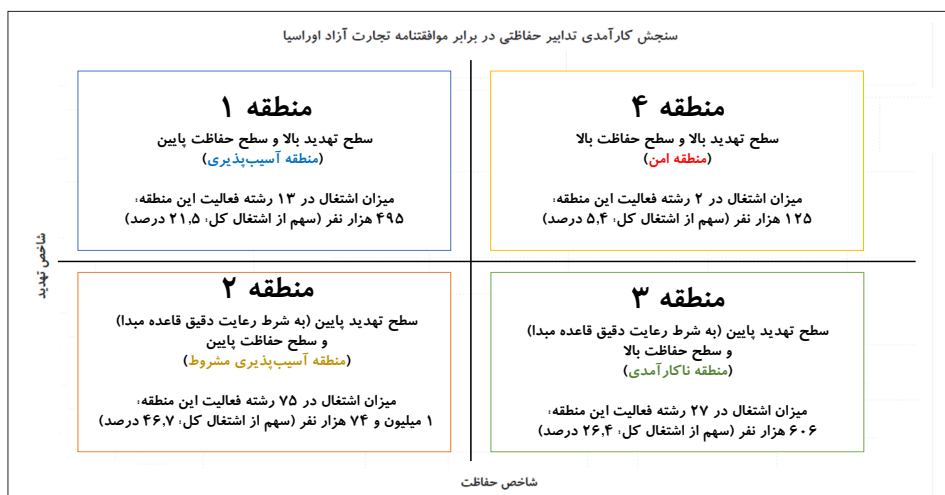 سنجش کارآمدی تدابیر حفاظتی در برابر موافقتنامه تجارت آزاد اوراسیا
منطقه ۴
سطح تهدید بالا و سطح حفاظت بالا
(منطقه امن)
میزان اشتغال در ۲ رشته فعالیت این منطقه:
۱۲۵ هزار نفر (سهم از اشتغال کل: ۵,۴ درصد)
منطقه ۱
سطح تهدید بالا و سطح حفاظت پایین
(منطقه آسیب‌پذیری)
میزان اشتغال در ۱۳ رشته فعالیت این منطقه:
۴۹۵ هزار نفر (سهم از اشتغال کل: ۲۱,۵ درصد)
شاخص تهدید
منطقه ۳
سطح تهدید پایین (به شرط رعایت دقیق قاعده مبدا)
و سطح حفاظت بالا
(منطقه ناکارآمدی)
میزان اشتغال در ۲۷ رشته فعالیت این منطقه:
۶۰۶ هزار نفر (سهم از اشتغال کل: ۲۶,۴ درصد)
منطقه ۲
سطح تهدید پایین (به شرط رعایت دقیق قاعده مبدا)
و سطح حفاظت پایین
(منطقه آسیب‌پذیری مشروط)
میزان اشتغال در ۷۵ رشته فعالیت این منطقه:
۱ میلیون و ۷۴ هزار نفر (سهم از اشتغال کل: ۴۶,۷ درصد)
شاخص حفاظت